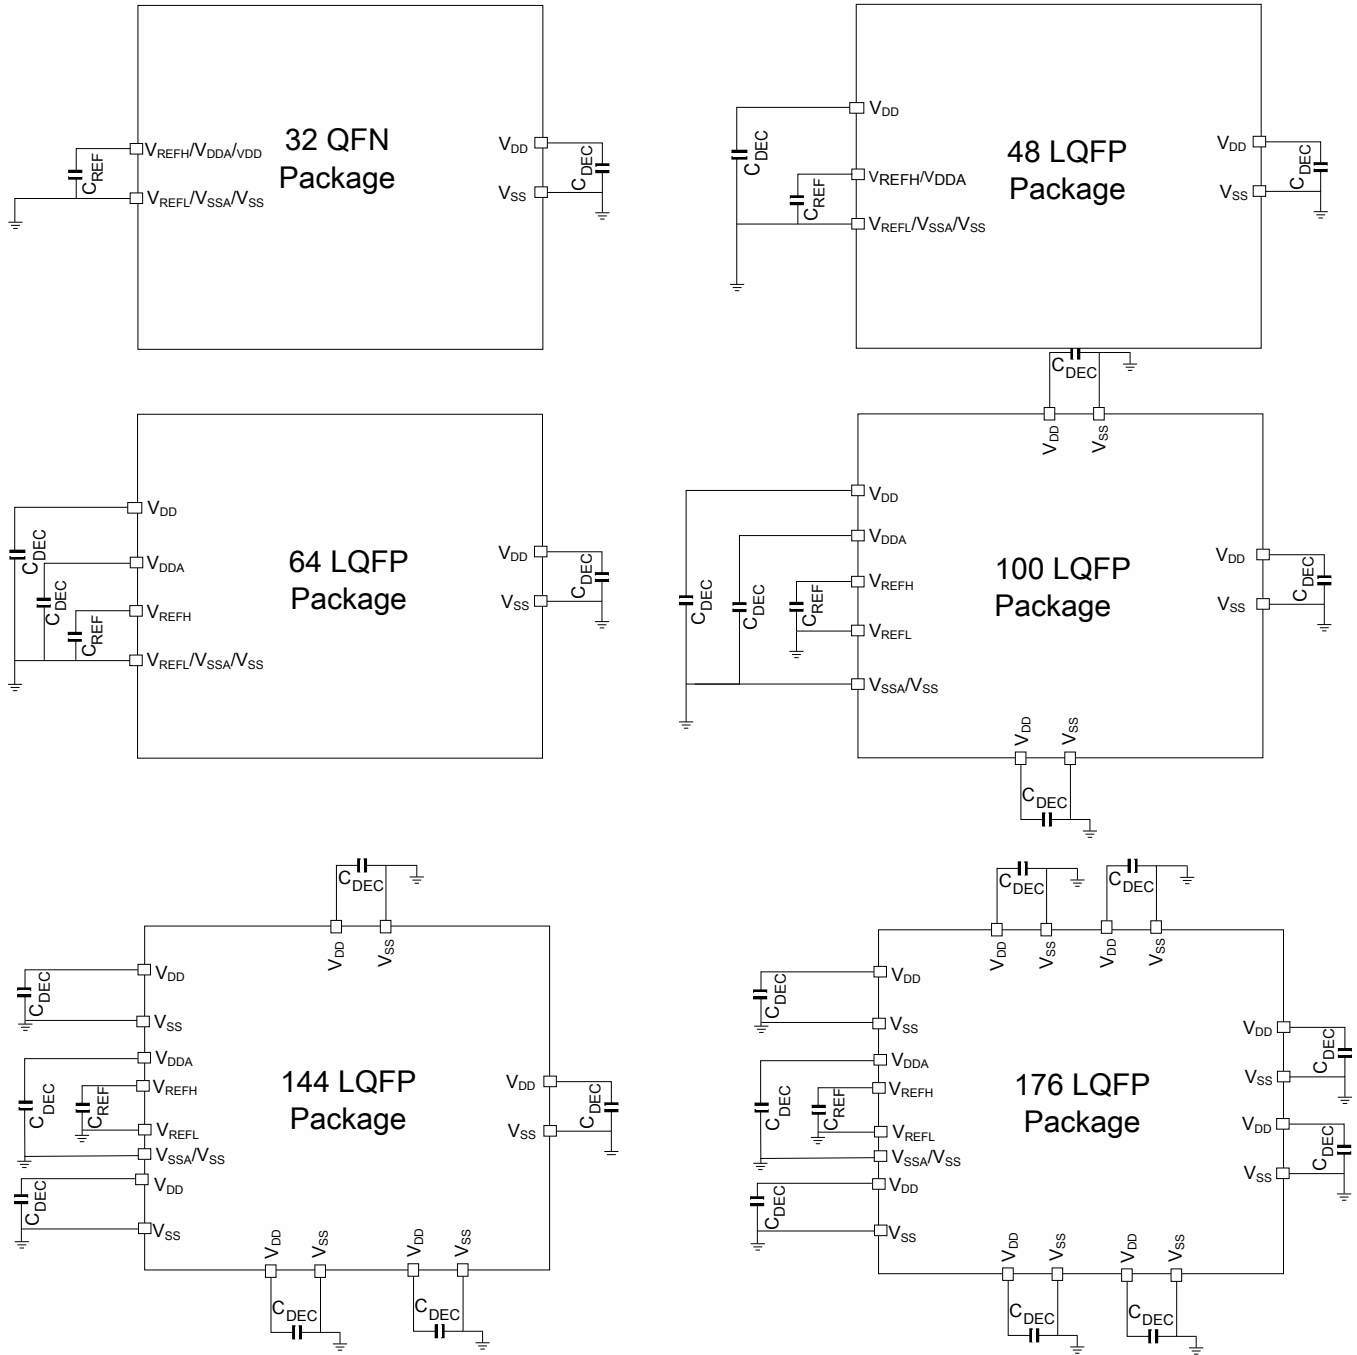 32 QFN
Package
VREFH/VDDA/VDD
CREF
VREFL/VSSA/VSS
VDD
CDEC
VSS
48 LQFP
Package
VDD
CDEC
VREFH/VDDA
CREF
VREFL/VSSA/VSS
VDD
CDEC
VSS
64 LQFP
Package
VDD
CDEC
VDDA
CDEC
VREFH
CREF
VREFL/VSSA/VSS
VDD
CDEC
VSS
CDEC
VDD
VSS
100 LQFP
Package
VDD
VDDA
VREFH
CDEC
CDEC
CREF
VREFL
VSSA/VSS
VDD
CDEC
VSS
VDD
VSS
CDEC
CDEC
VDD
VSS
144 LQFP
Package
VDD
CDEC
VSS
VDDA
VREFH
CDEC
CREF
VREFL
VSSA/VSS
VDD
CDEC
VSS
VDD
CDEC
VSS
VDD
VSS
VDD
VSS
CDEC
CDEC
CDEC
CDEC
VDD
VSS
VDD
VSS
176 LQFP
Package
VDD
CDEC
VSS
VDDA
VREFH
CDEC
CREF
VREFL
VSSA/VSS
VDD
CDEC
VSS
VDD
CDEC
VSS
VDD
CDEC
VSS
VDD
VSS
VDD
VSS
CDEC
CDEC